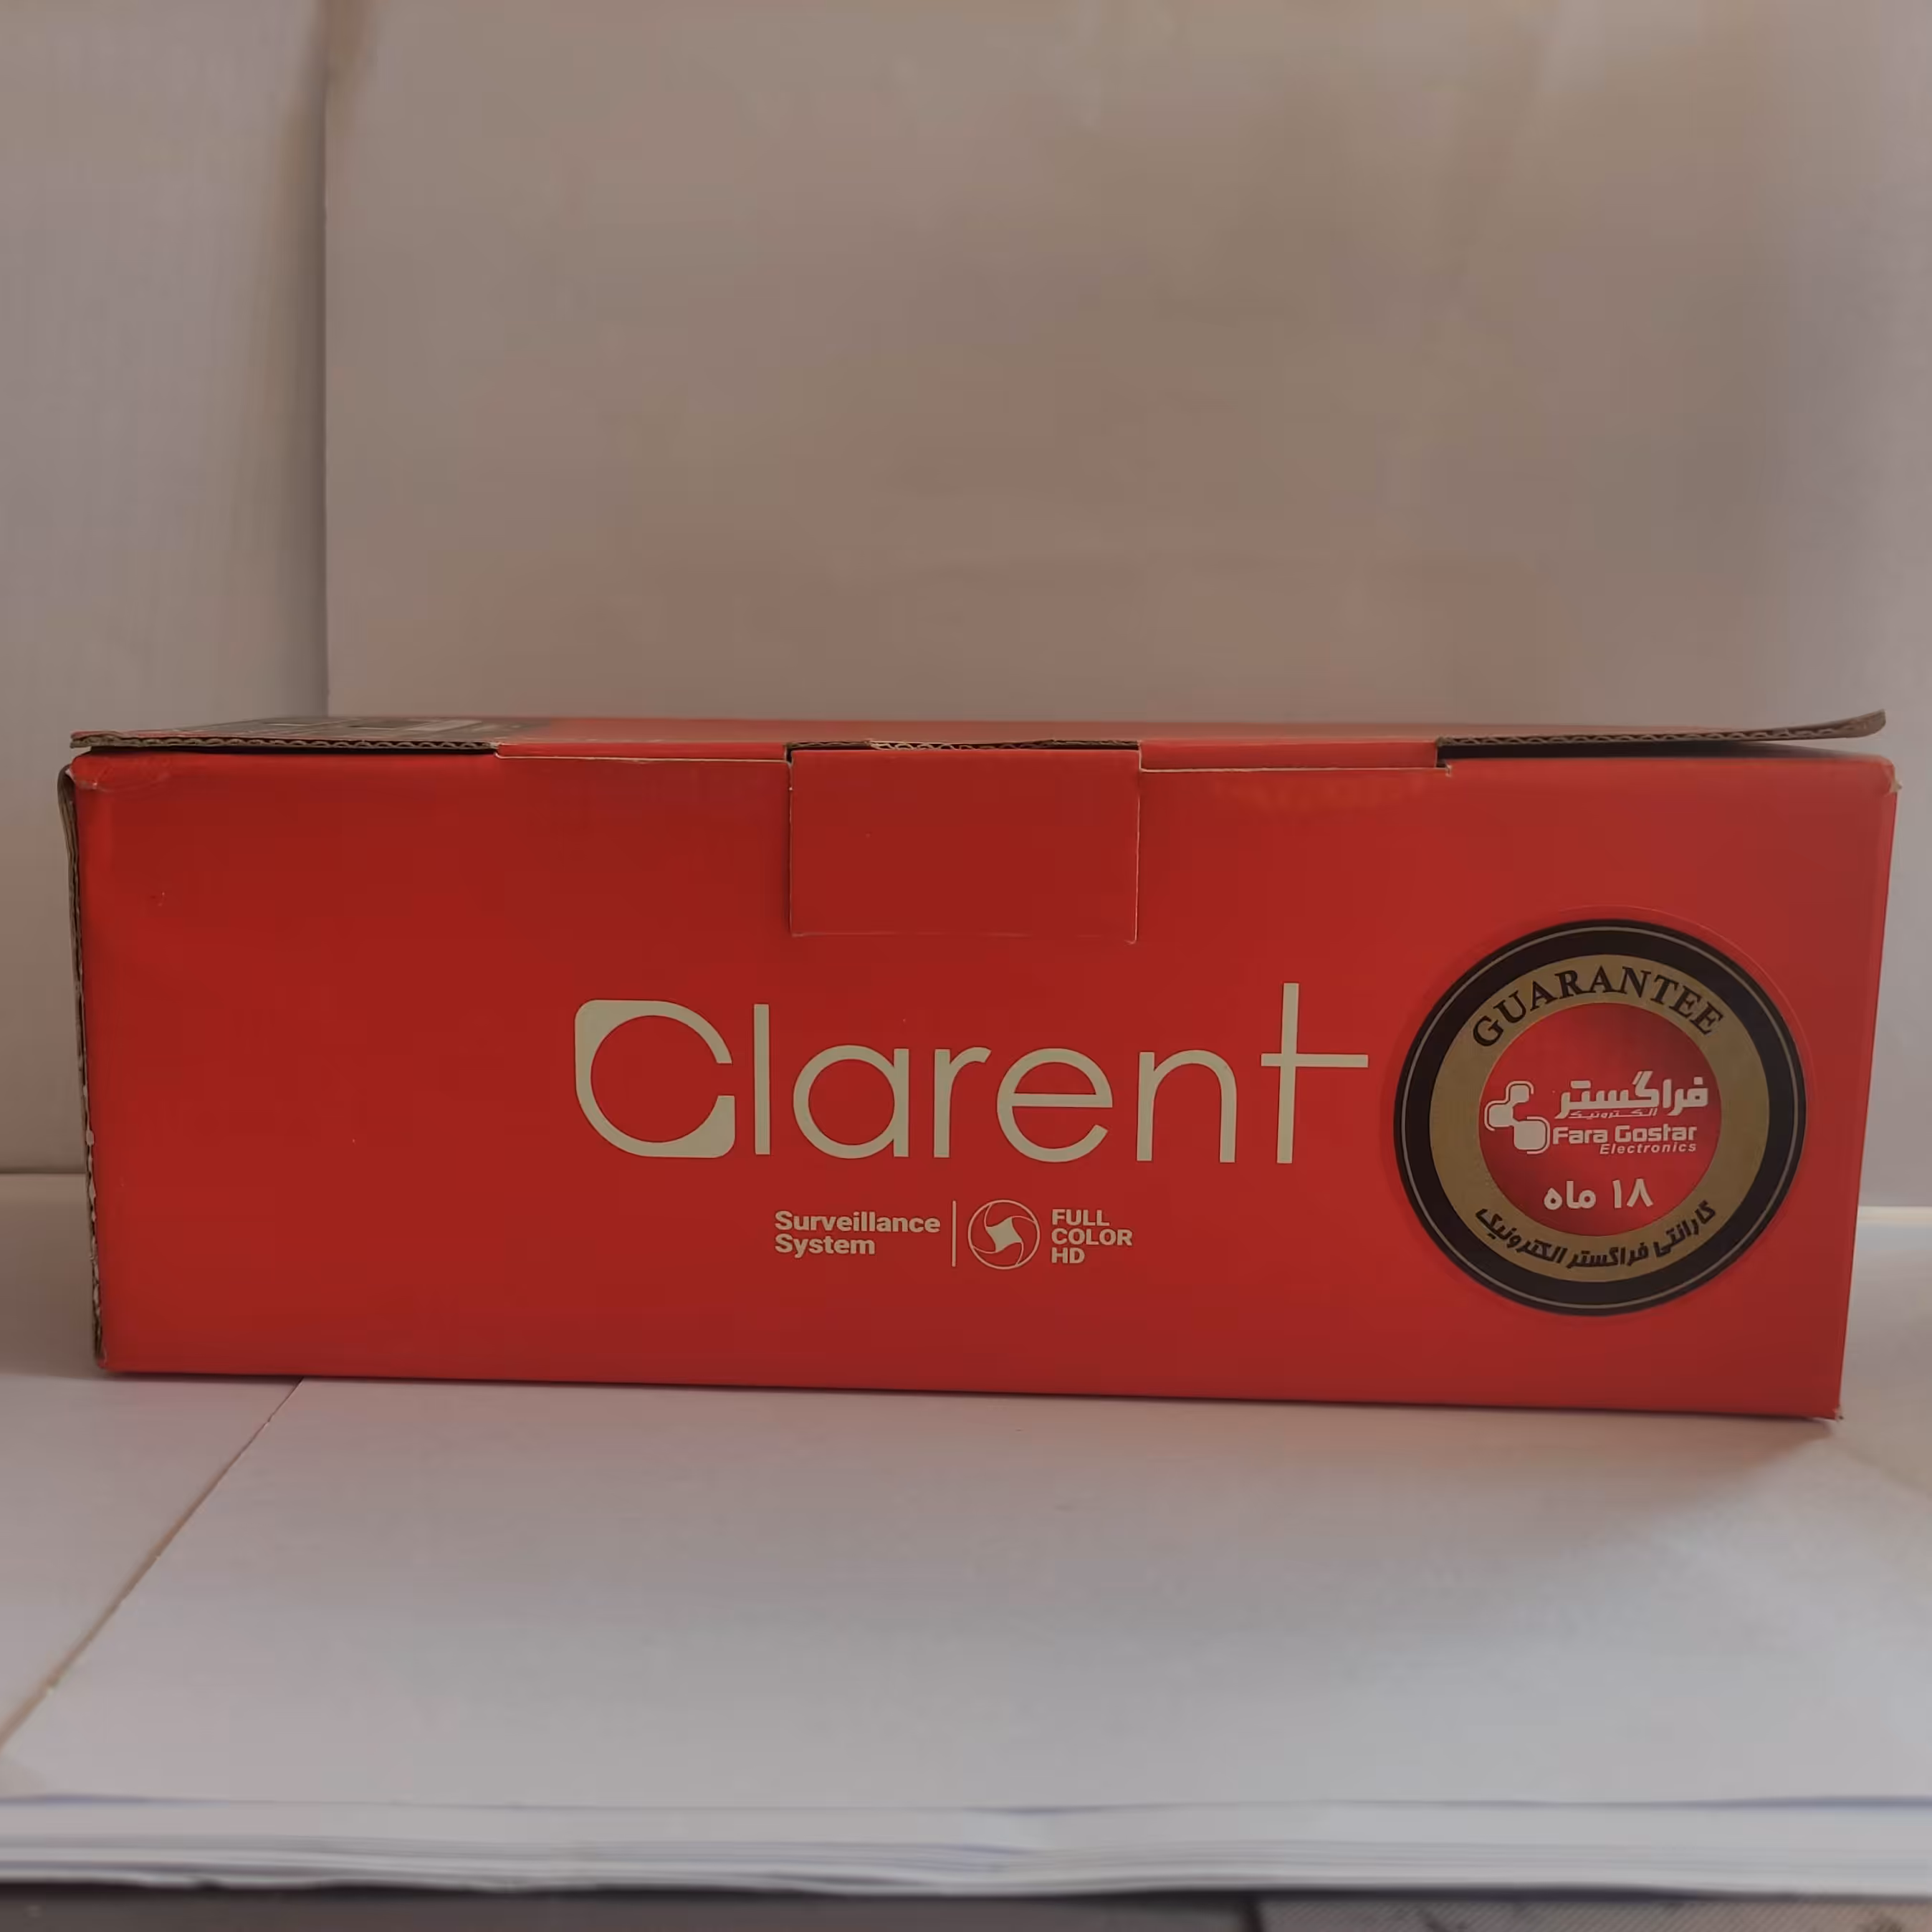 Clarent
Surveillance
System
FULL
COLOR
HD
GUARANTEE
فراگستر
الکترونیک
Fara Gostar
Electronics
۱۸ ماه
گارانتی فراگستر الکترونیک